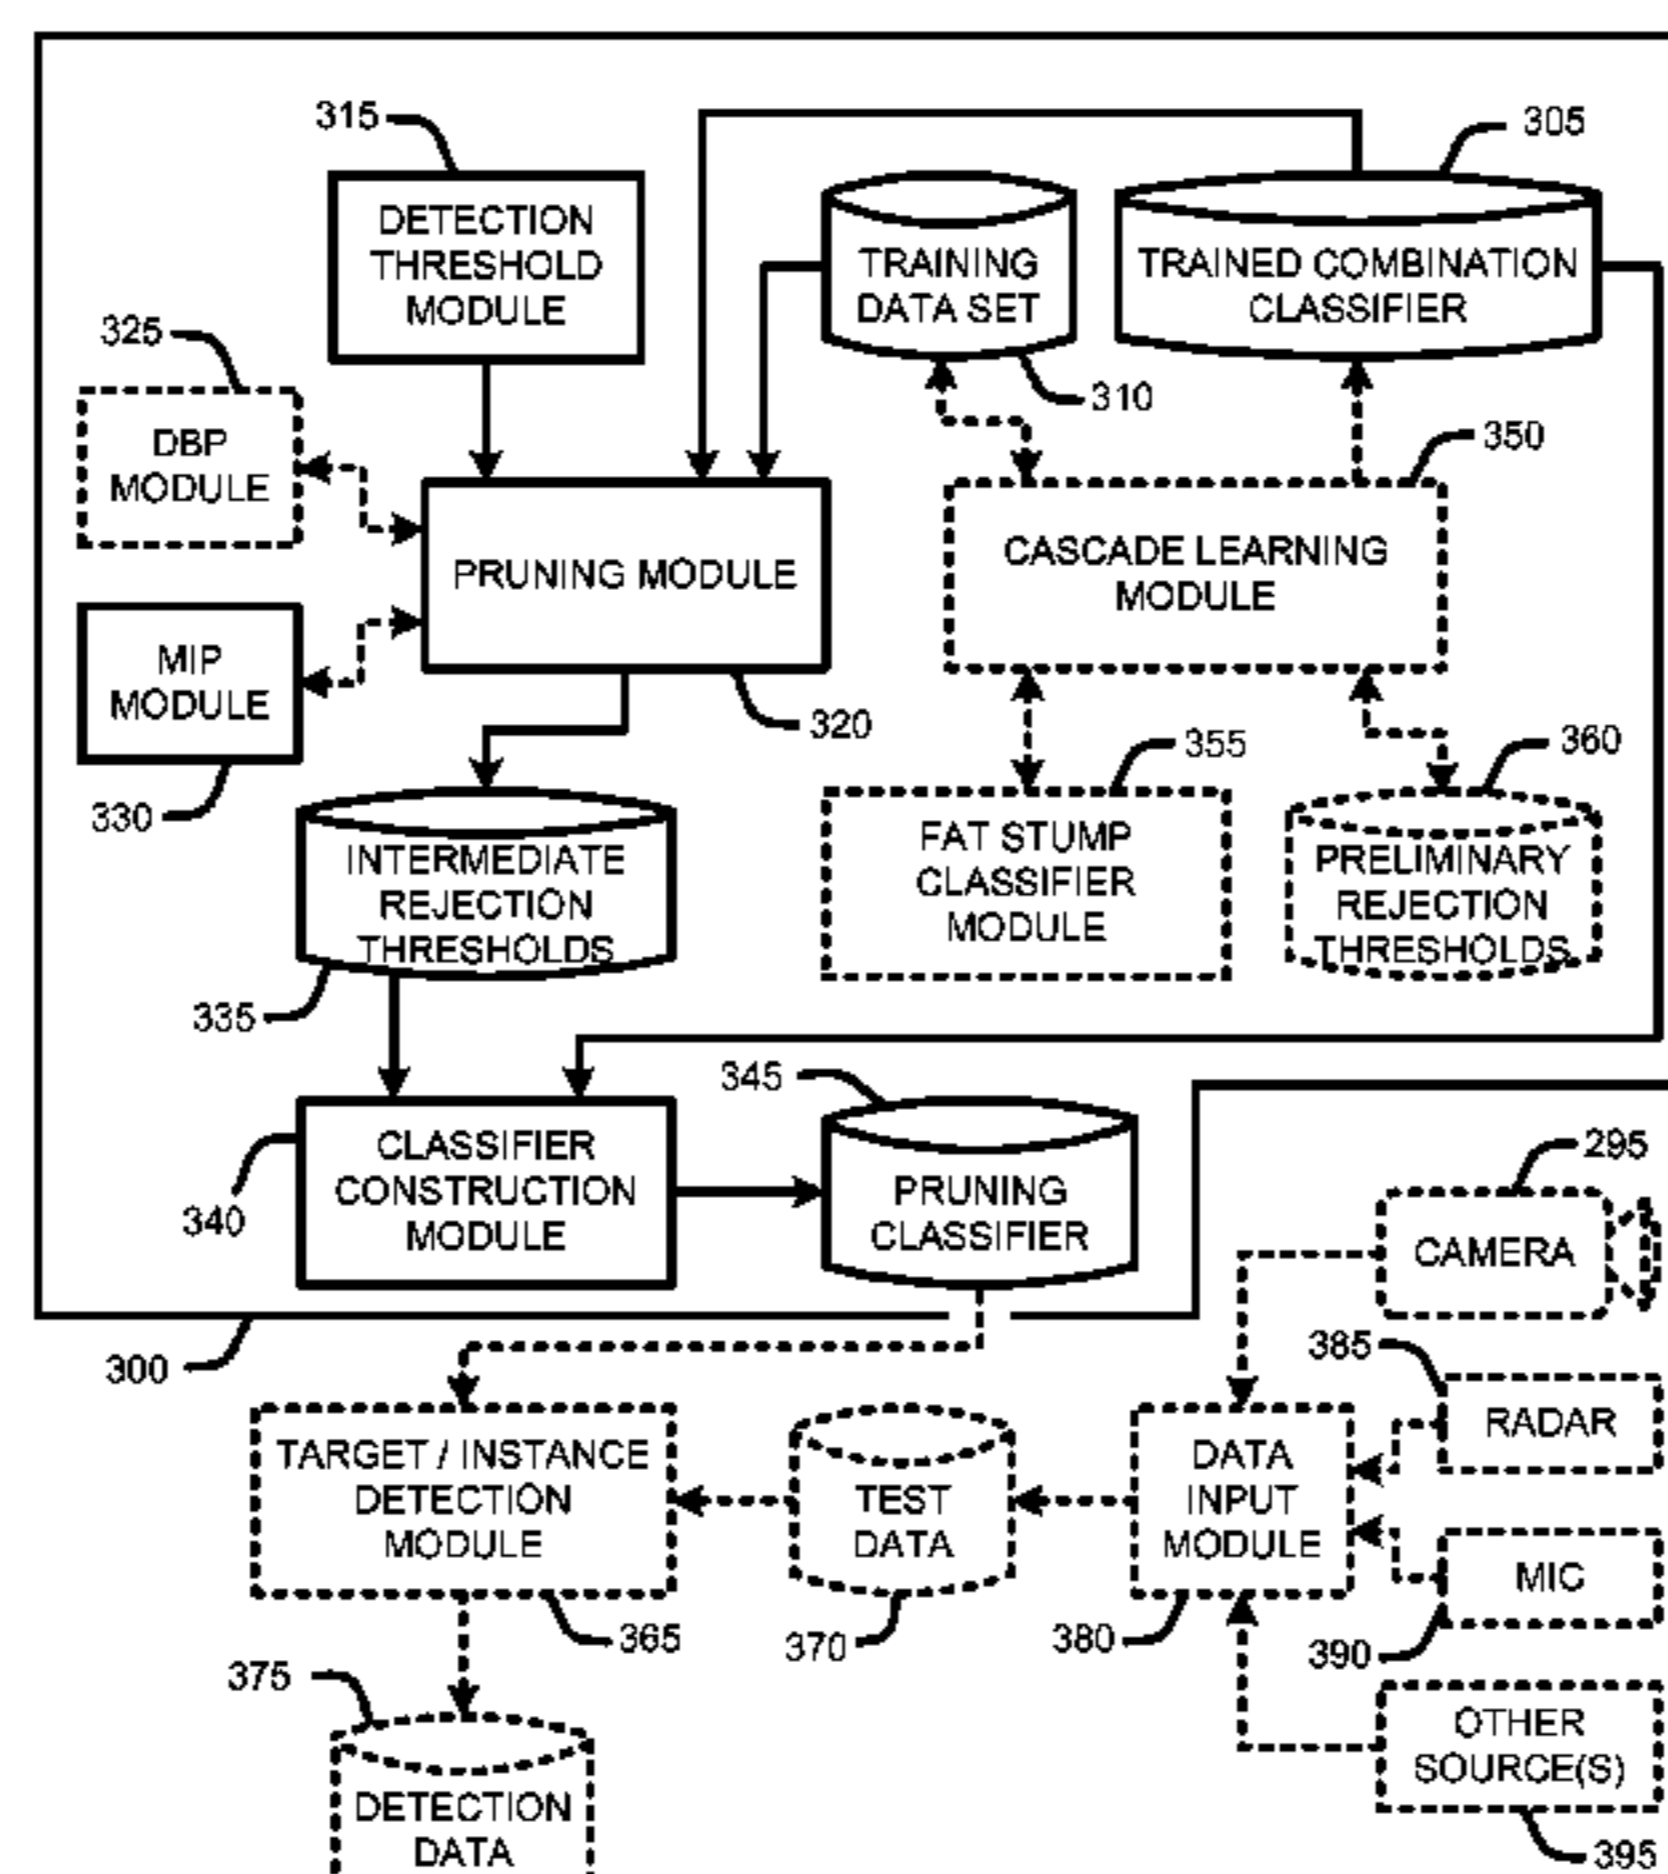 315
305
DETECTION
THRESHOLD
MODULE
TRAINING
DATA SET
TRAINED COMBINATION
CLASSIFIER
325
310
350
DBP
MODULE
PRUNING MODULE
CASCADE LEARNING
MODULE
MIP
MODULE
320
355
360
330
INTERMEDIATE
REJECTION
THRESHOLDS
FAT STUMP
CLASSIFIER
MODULE
PRELIMINARY
REJECTION
THRESHOLDS
335
345
340
CLASSIFIER
CONSTRUCTION
MODULE
PRUNING
CLASSIFIER
295
CAMERA
300
385
RADAR
TARGET / INSTANCE
DETECTION
MODULE
TEST
DATA
DATA
INPUT
MODULE
MIC
365
370
380
390
375
OTHER
SOURCE(S)
DETECTION
DATA
395